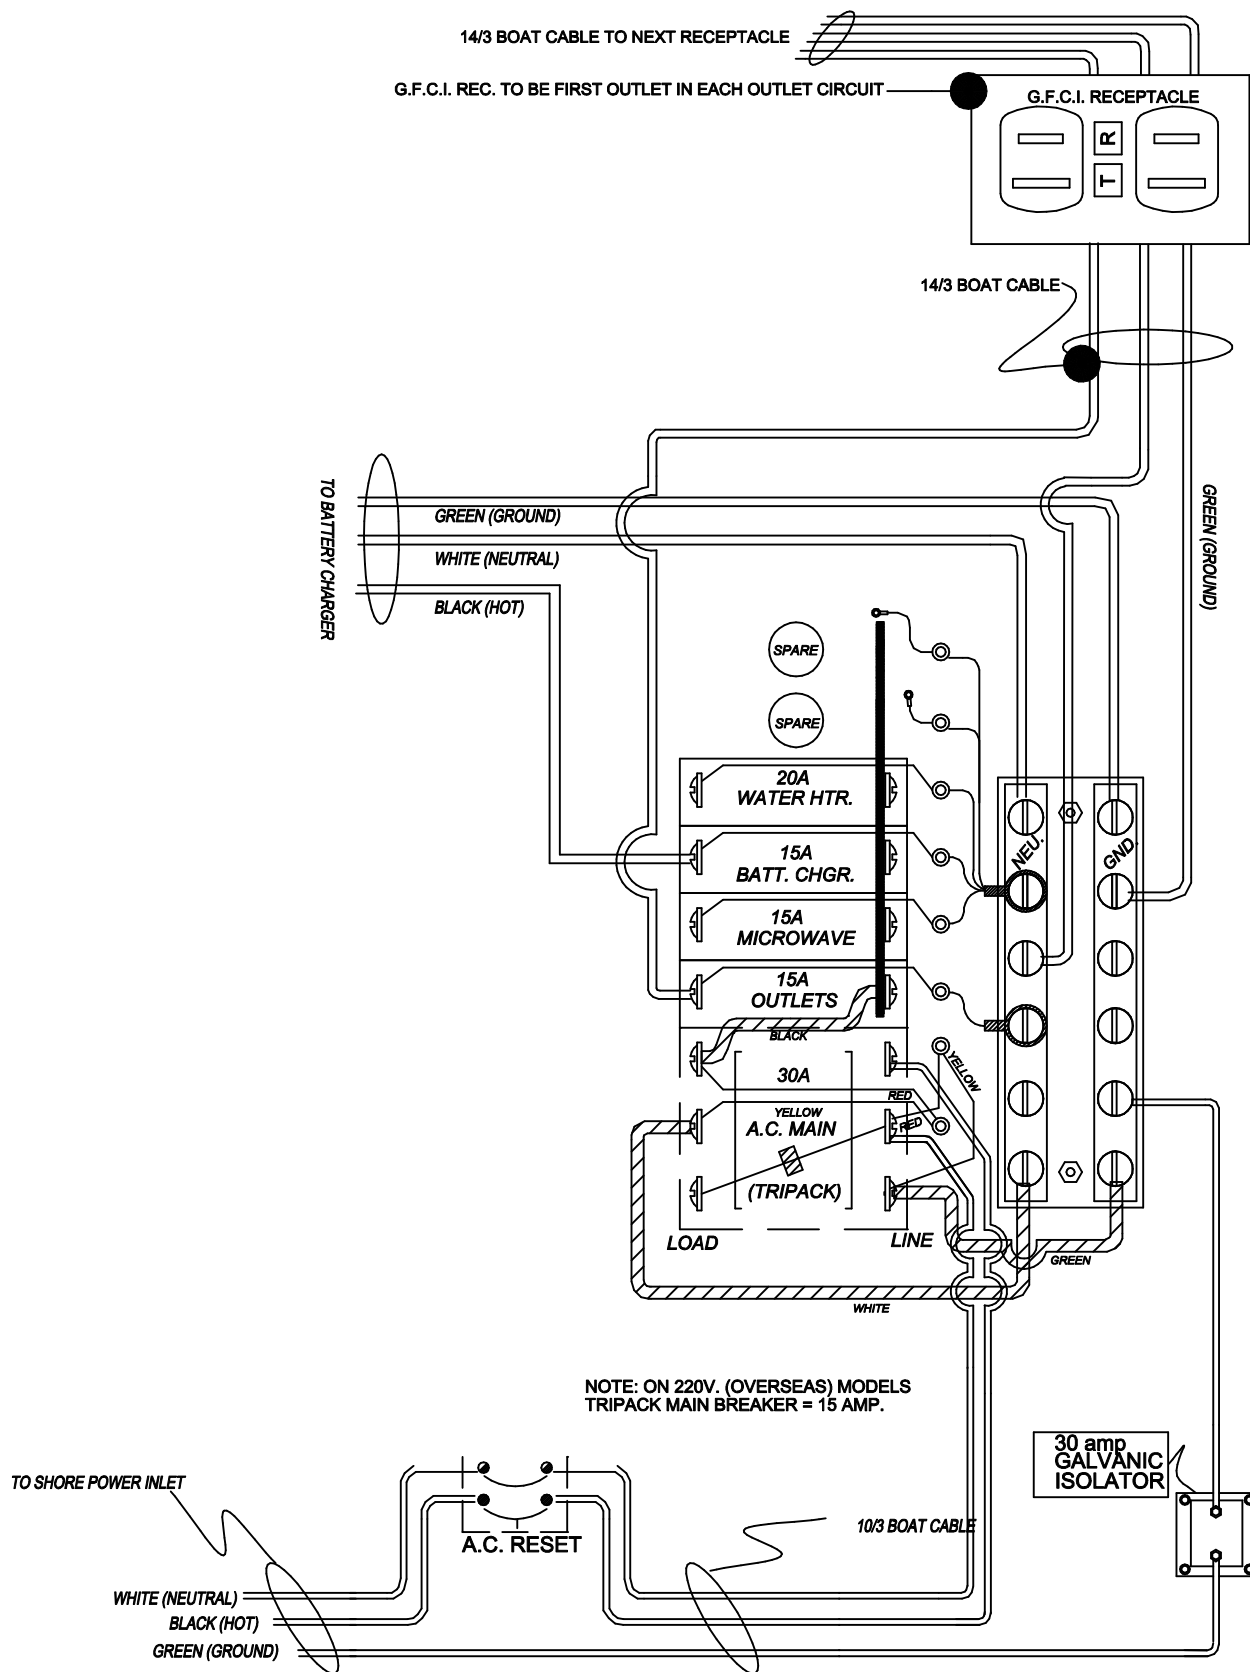 14/3 BOAT CABLE TO NEXT RECEPTACLE
G.F.C.I. REC. TO BE FIRST OUTLET IN EACH OUTLET CIRCUIT
G.F.C.I. RECEPTACLE
R
T
14/3 BOAT CABLE
TO BATTERY CHARGER
GREEN (GROUND)
WHITE (NEUTRAL)
BLACK (HOT)
GREEN (GROUND)
SPARE
SPARE
20A
WATER HTR.
15A
BATT. CHGR.
15A
MICROWAVE
15A
OUTLETS
NEU.
GND.
BLACK
30A
YELLOW
RED
YELLOW
A.C. MAIN
RED
(TRIPACK)
LOAD
LINE
GREEN
WHITE
NOTE: ON 220V. (OVERSEAS) MODELS
TRIPACK MAIN BREAKER = 15 AMP.
30 amp
GALVANIC
ISOLATOR
TO SHORE POWER INLET
A.C. RESET
10/3 BOAT CABLE
WHITE (NEUTRAL)
BLACK (HOT)
GREEN (GROUND)